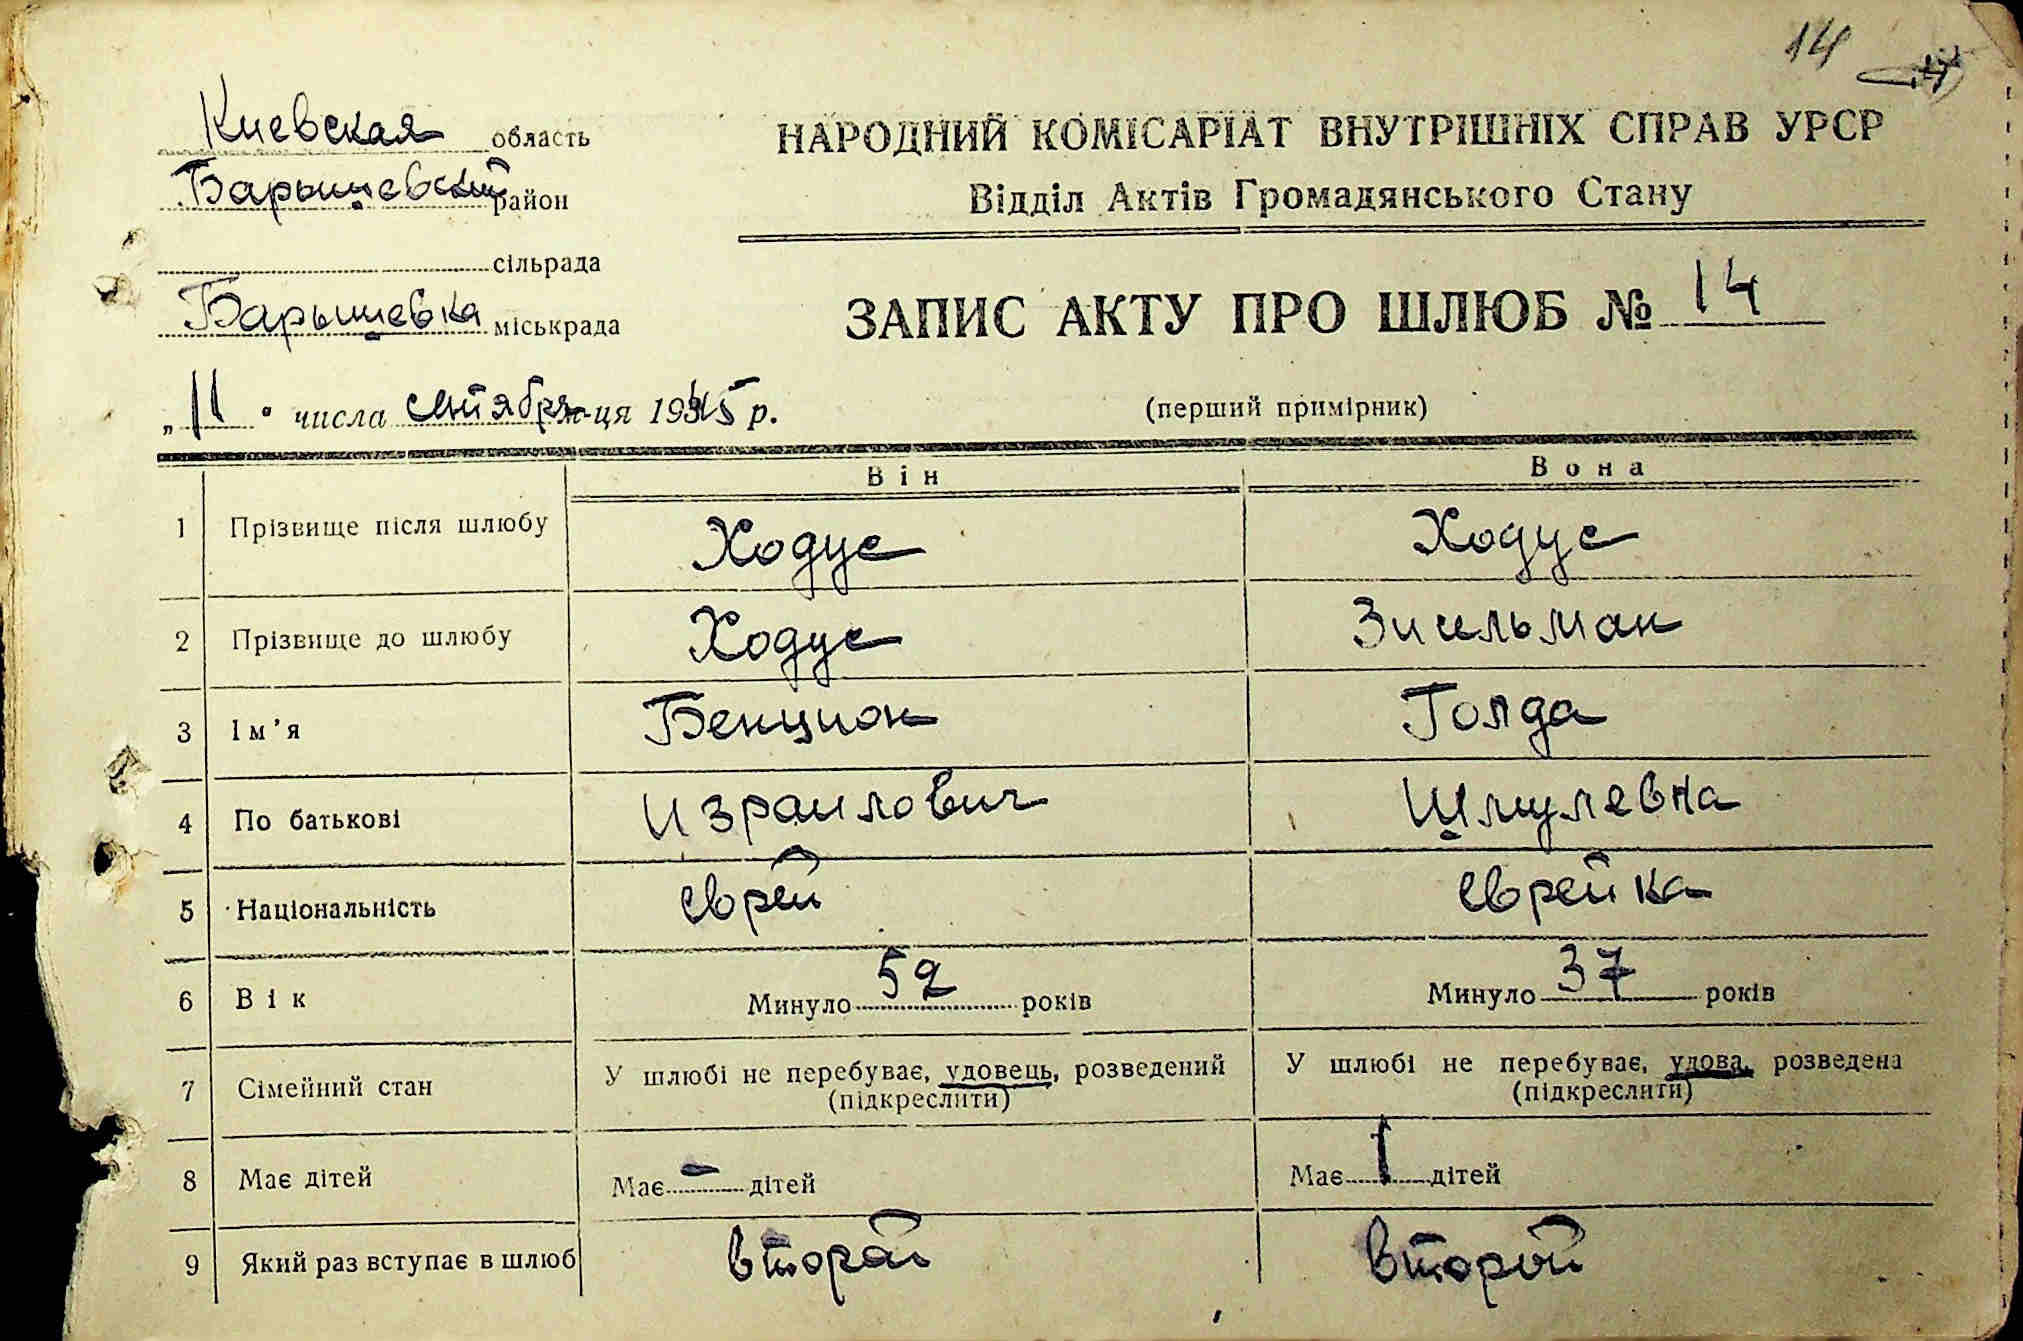 14
Киевская область
Барышевский район
сільрада
Барышевка міськрада
НАРОДНИЙ КОМІСАРІАТ ВНУТРІШНІХ СПРАВ УРСР
Відділ Актів Громадянського Стану
ЗАПИС АКТУ ПРО ШЛЮБ № 14
„11" числа сентября м-ця 1945 р.
(перший примірник)
Він Вона
1 Прізвище після шлюбу Ходус Ходус
2 Прізвище до шлюбу Ходус Зисельман
3 Ім'я Бенцион Голда
4 По батькові Израилович Шмулевна
5 Національність еврей еврейка
6 Вік Минуло 52 років Минуло 37 років
7 Сімейний стан У шлюбі не перебуває, удовець, розведений У шлюбі не перебуває, удова, розведена
(підкреслити) (підкреслити)
8 Має дітей Має - дітей Має 1 дітей
9 Який раз вступає в шлюб второй второй